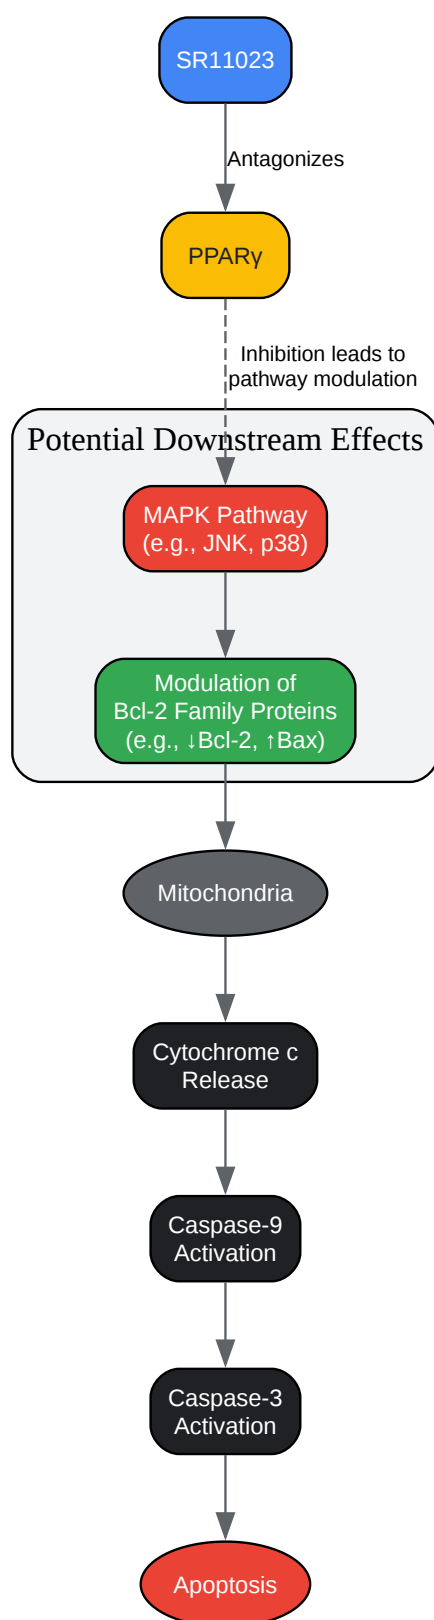 SR11023
Antagonizes
PPARγ
Inhibition leads to
pathway modulation
Potential Downstream Effects
MAPK Pathway
(e.g., JNK, p38)
Modulation of
Bcl-2 Family Proteins
(e.g., ↓Bcl-2, ↑Bax)
Mitochondria
Cytochrome c
Release
Caspase-9
Activation
Caspase-3
Activation
Apoptosis